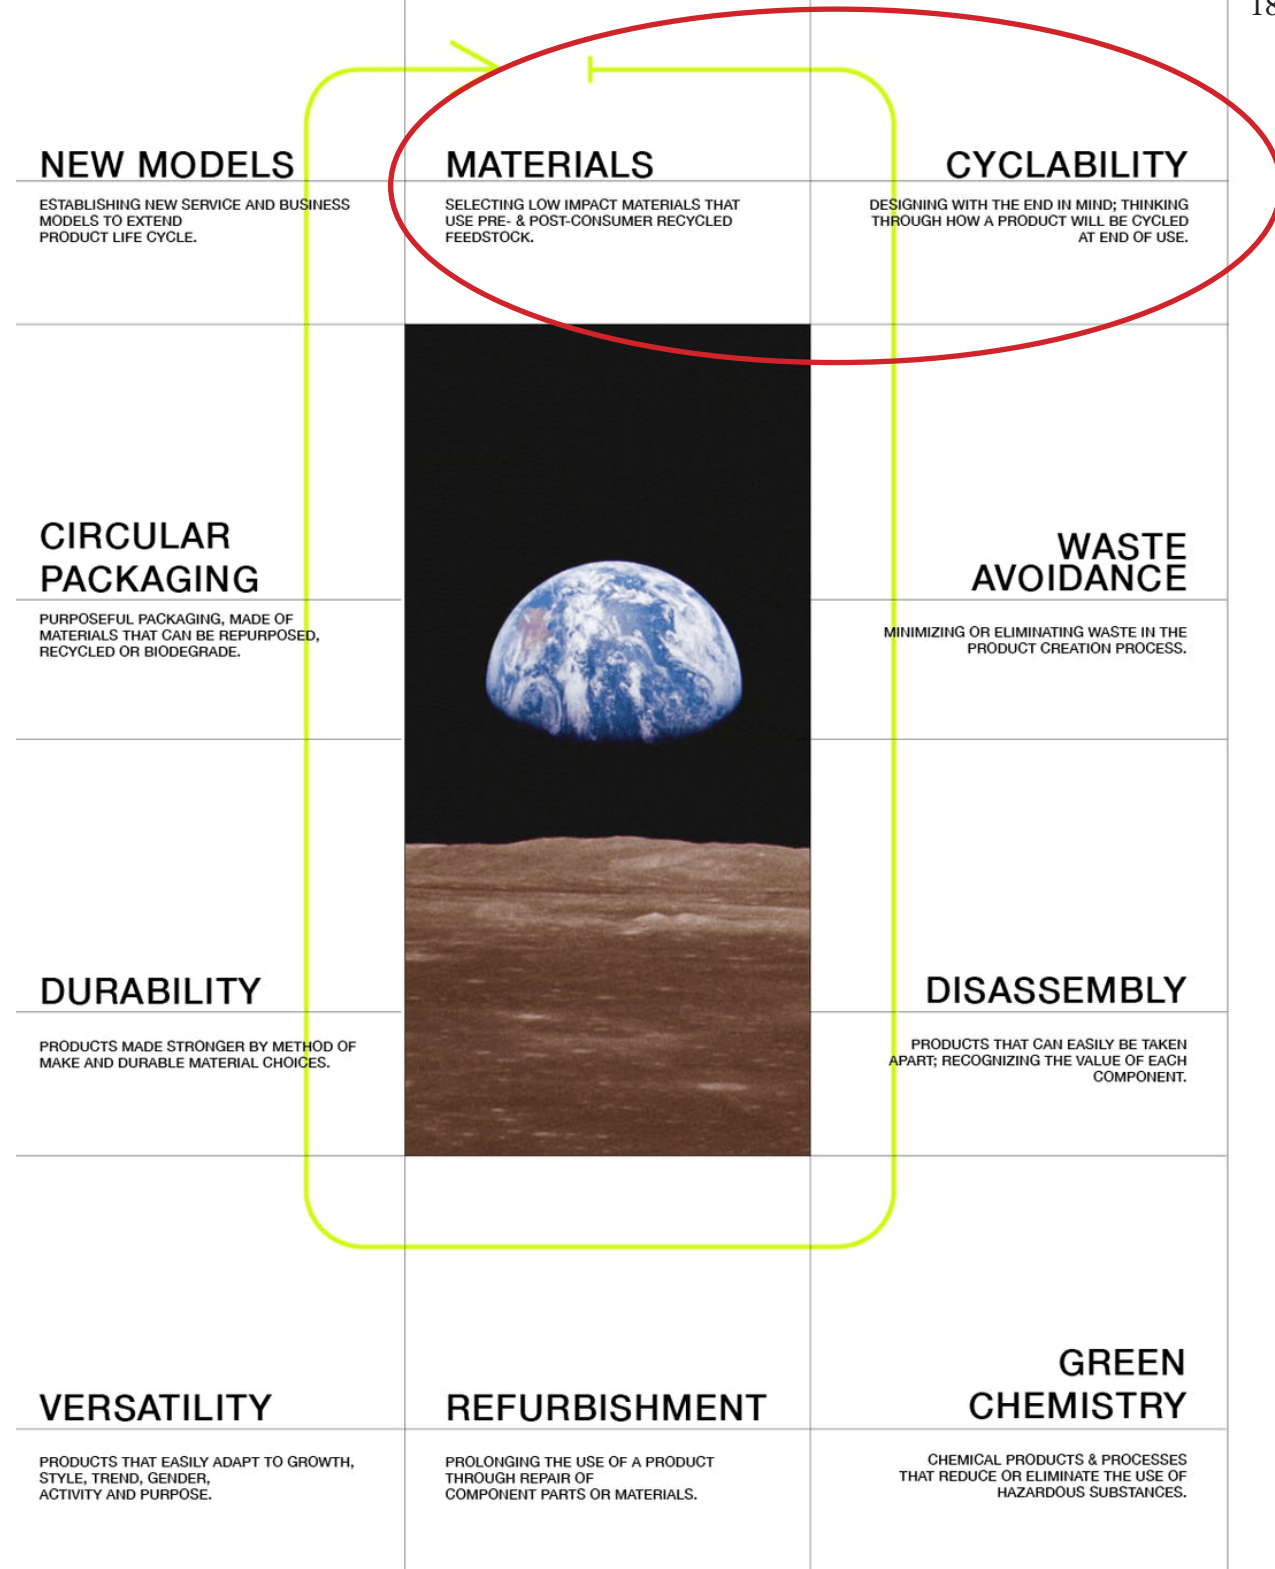 18
NEW MODELS
ESTABLISHING NEW SERVICE AND BUSINESS
MODELS TO EXTEND
PRODUCT LIFE CYCLE.
MATERIALS
SELECTING LOW IMPACT MATERIALS THAT
USE PRE- & POST-CONSUMER RECYCLED
FEEDSTOCK.
CYCLABILITY
DESIGNING WITH THE END IN MIND; THINKING
THROUGH HOW A PRODUCT WILL BE CYCLED
AT END OF USE.
CIRCULAR
PACKAGING
PURPOSEFUL PACKAGING, MADE OF
MATERIALS THAT CAN BE REPURPOSED,
RECYCLED OR BIODEGRADE.
WASTE
AVOIDANCE
MINIMIZING OR ELIMINATING WASTE IN THE
PRODUCT CREATION PROCESS.
DURABILITY
PRODUCTS MADE STRONGER BY METHOD OF
MAKE AND DURABLE MATERIAL CHOICES.
DISASSEMBLY
PRODUCTS THAT CAN EASILY BE TAKEN
APART; RECOGNIZING THE VALUE OF EACH
COMPONENT.
VERSATILITY
PRODUCTS THAT EASILY ADAPT TO GROWTH,
STYLE, TREND, GENDER,
ACTIVITY AND PURPOSE.
REFURBISHMENT
PROLONGING THE USE OF A PRODUCT
THROUGH REPAIR OF
COMPONENT PARTS OR MATERIALS.
GREEN
CHEMISTRY
CHEMICAL PRODUCTS & PROCESSES
THAT REDUCE OR ELIMINATE THE USE OF
HAZARDOUS SUBSTANCES.